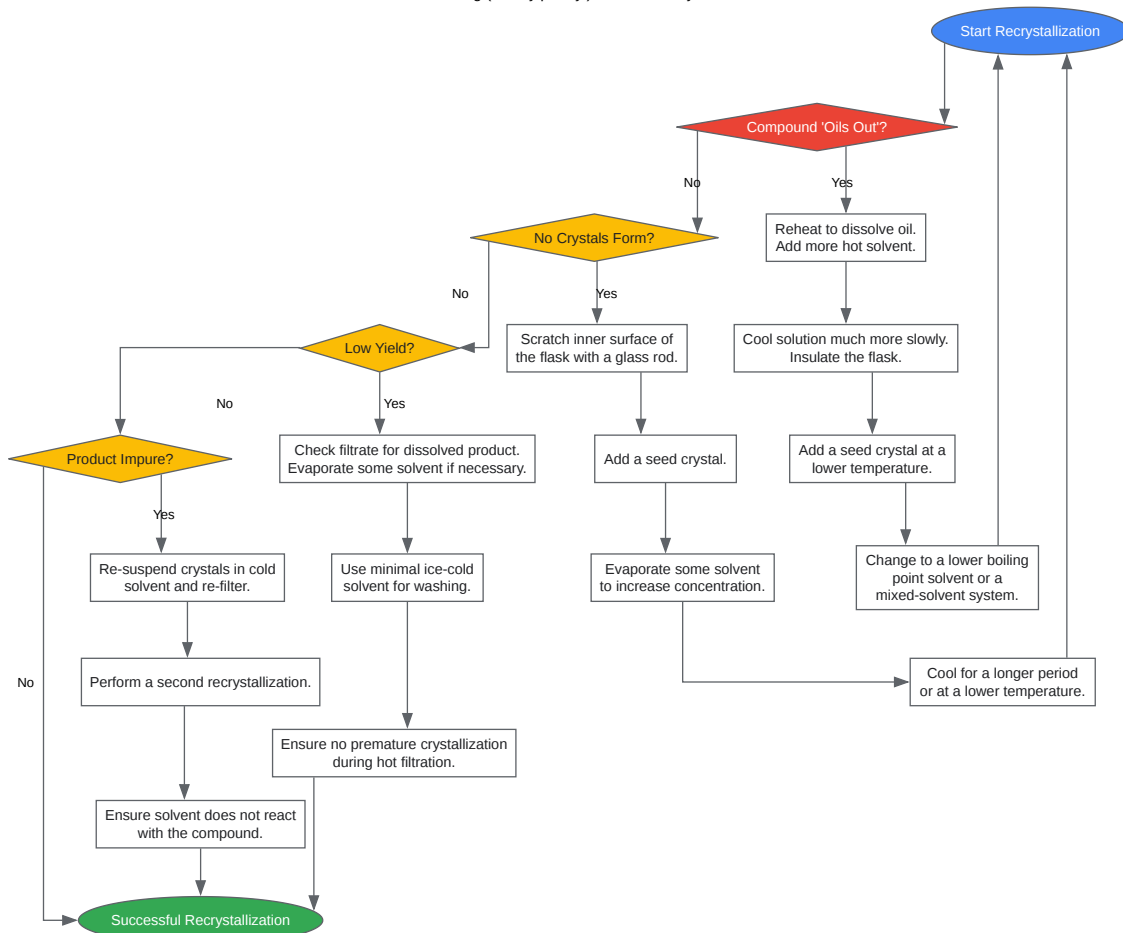 Start Recrystallization
Compound 'Oils Out'?
No
Yes
Reheat to dissolve oil.
Add more hot solvent.
No Crystals Form?
No
Yes
Scratch inner surface of
the flask with a glass rod.
Cool solution much more slowly.
Insulate the flask.
Low Yield?
No
Yes
Product Impure?
Check filtrate for dissolved product.
Evaporate some solvent if necessary.
Add a seed crystal.
Add a seed crystal at a
lower temperature.
Yes
Re-suspend crystals in cold
solvent and re-filter.
Use minimal ice-cold
solvent for washing.
Evaporate some solvent
to increase concentration.
Change to a lower boiling
point solvent or a
mixed-solvent system.
No
Perform a second recrystallization.
Cool for a longer period
or at a lower temperature.
Ensure no premature crystallization
during hot filtration.
Ensure solvent does not react
with the compound.
Successful Recrystallization